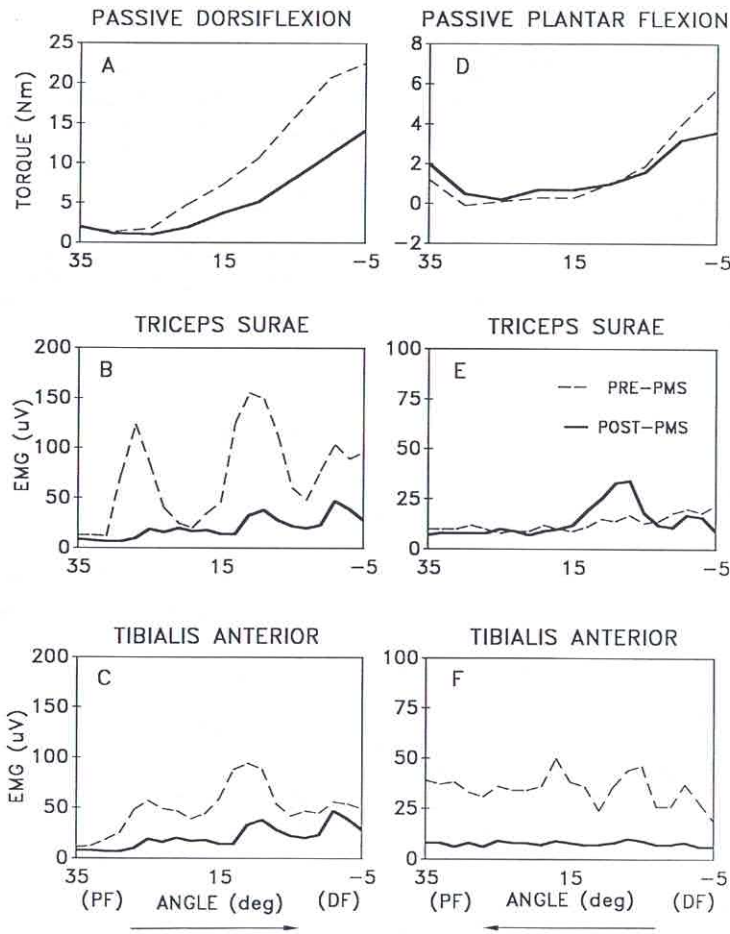 PASSIVE DORSIFLEXION
A
25
20
15
10
5
0
TORQUE (Nm)
35
15
-5
PASSIVE PLANTAR FLEXION
D
8
6
4
2
0
-2
35
15
-5
TRICEPS SURAE
B
200
150
100
50
0
EMG (uV)
35
15
-5
TRICEPS SURAE
E
100
75
50
25
0
PRE-PMS
POST-PMS
35
15
-5
TIBIALIS ANTERIOR
C
200
150
100
50
0
EMG (uV)
35
15
-5
(PF) ANGLE (deg) (DF)
TIBIALIS ANTERIOR
F
100
75
50
25
0
35
15
-5
(PF) ANGLE (deg) (DF)